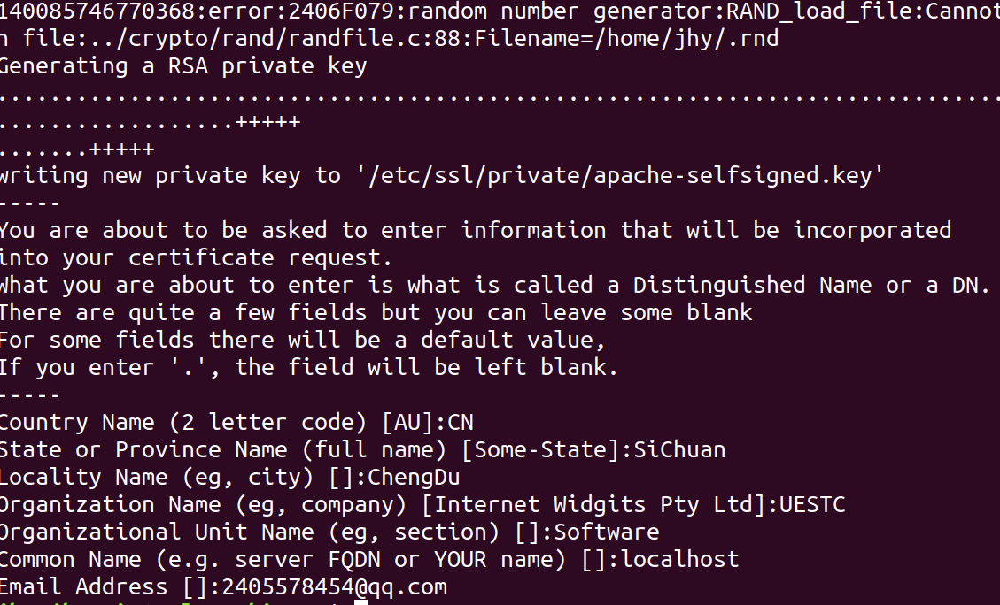 140085746770368:error:2406F079:random number generator:RAND_load_file:Cannot
n file:../crypto/rand/randfile.c:88:Filename=/home/jhy/.rnd
Generating a RSA private key
............................................................................
..................+++++
.......+++++
writing new private key to '/etc/ssl/private/apache-selfsigned.key'
-----
You are about to be asked to enter information that will be incorporated
into your certificate request.
What you are about to enter is what is called a Distinguished Name or a DN.
There are quite a few fields but you can leave some blank
For some fields there will be a default value,
If you enter '.', the field will be left blank.
-----
Country Name (2 letter code) [AU]:CN
State or Province Name (full name) [Some-State]:SiChuan
Locality Name (eg, city) []:ChengDu
Organization Name (eg, company) [Internet Widgits Pty Ltd]:UESTC
Organizational Unit Name (eg, section) []:Software
Common Name (e.g. server FQDN or YOUR name) []:localhost
Email Address []:2405578454@qq.com